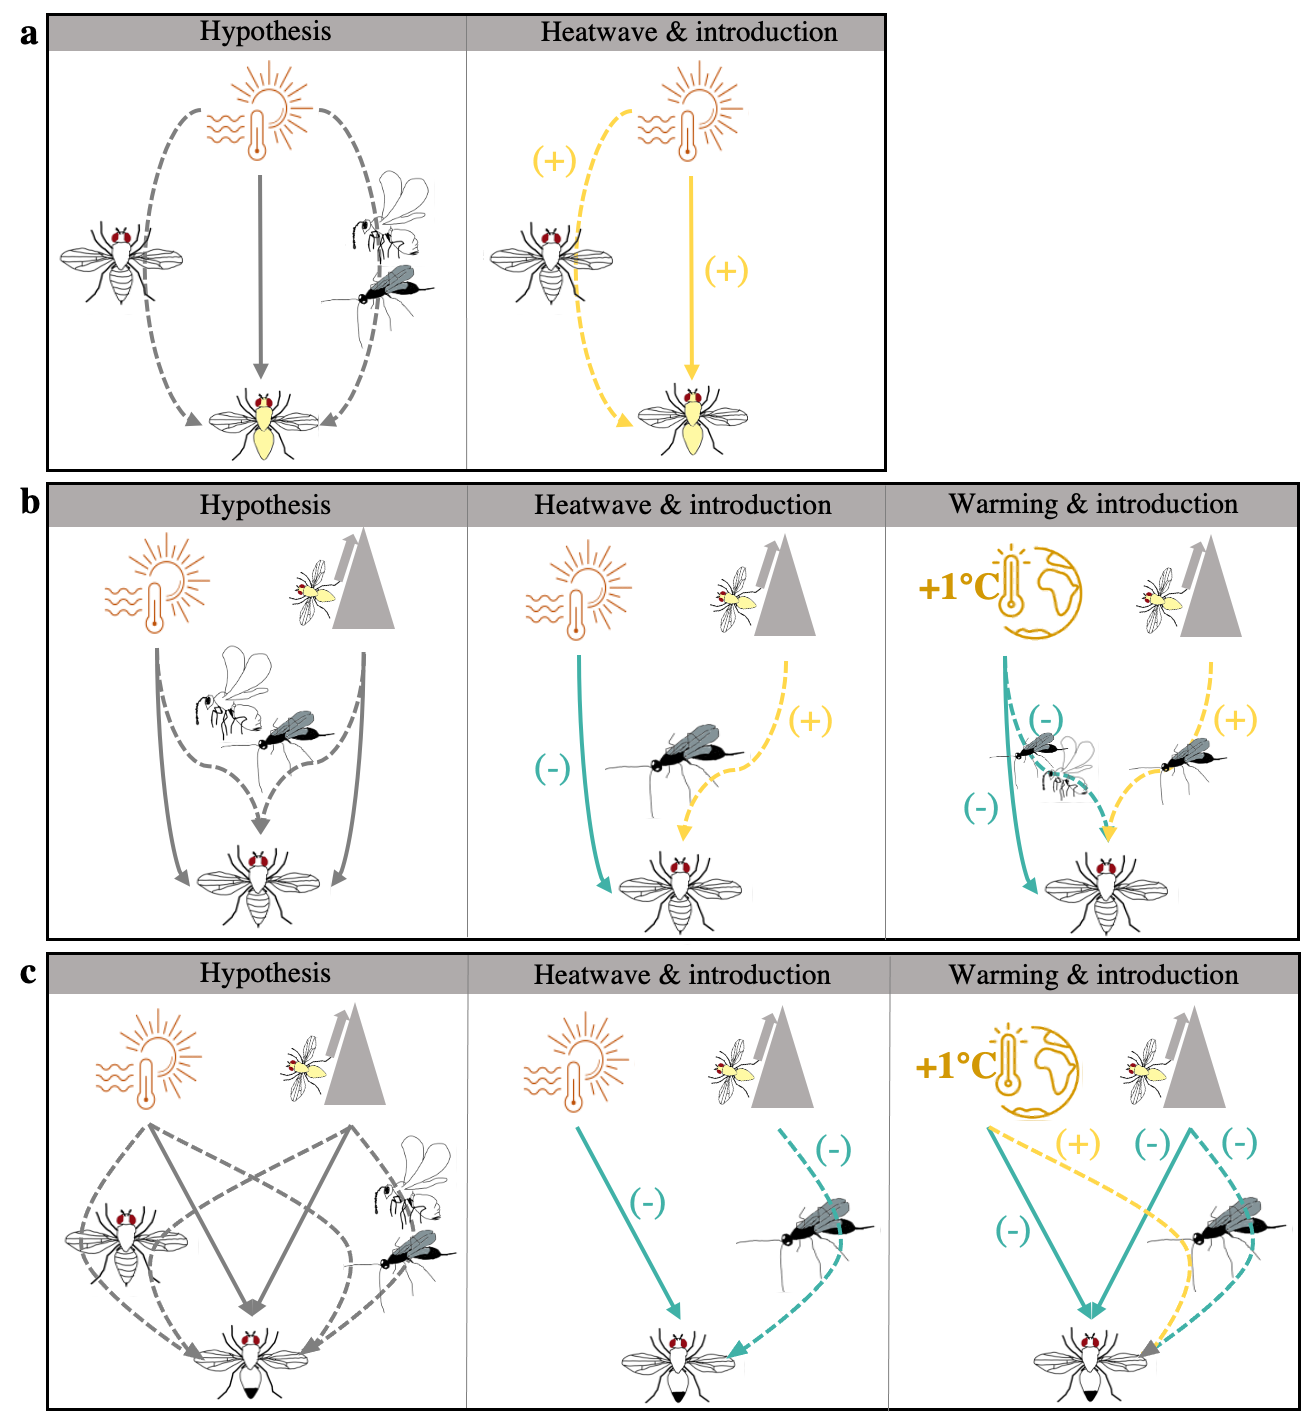 a
Hypothesis
Heatwave & introduction
(+)
(+)
b
Hypothesis
Heatwave & introduction
Warming & introduction
+1°C
(+)
(-)
(-)
(+)
(-)
c
Hypothesis
Heatwave & introduction
Warming & introduction
+1°C
(-)
(+)
(-)
(-)
(-)
(-)